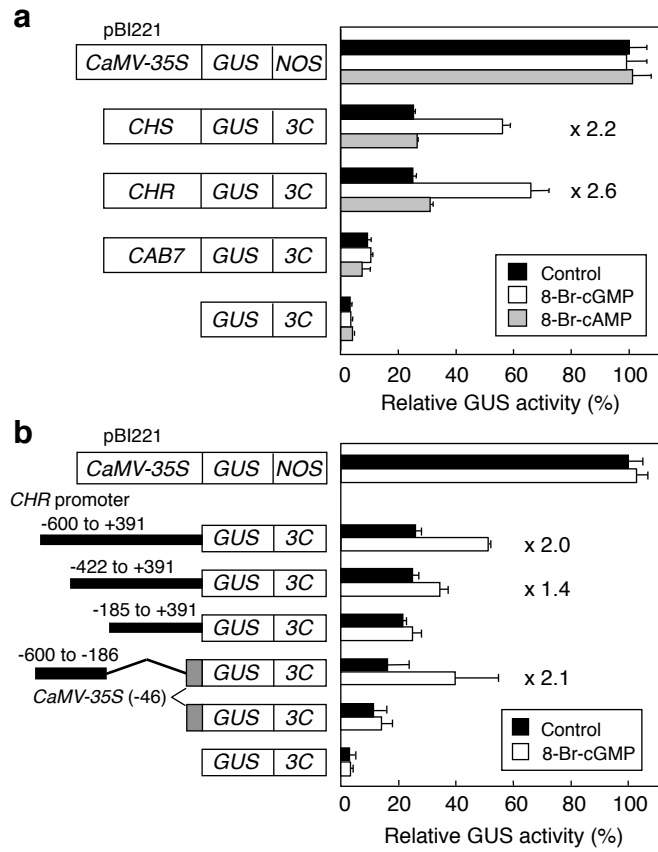 a
pBI221
CaMV-35S GUS NOS
CHS GUS 3C x 2.2
CHR GUS 3C x 2.6
CAB7 GUS 3C
GUS 3C
Control
8-Br-cGMP
8-Br-cAMP
0 20 40 60 80 100
Relative GUS activity (%)
b
pBI221
CaMV-35S GUS NOS
CHR promoter
-600 to +391
GUS 3C x 2.0
-422 to +391
GUS 3C x 1.4
-185 to +391
GUS 3C
-600 to -186
GUS 3C x 2.1
CaMV-35S (-46)
GUS 3C
GUS 3C
Control
8-Br-cGMP
0 20 40 60 80 100
Relative GUS activity (%)